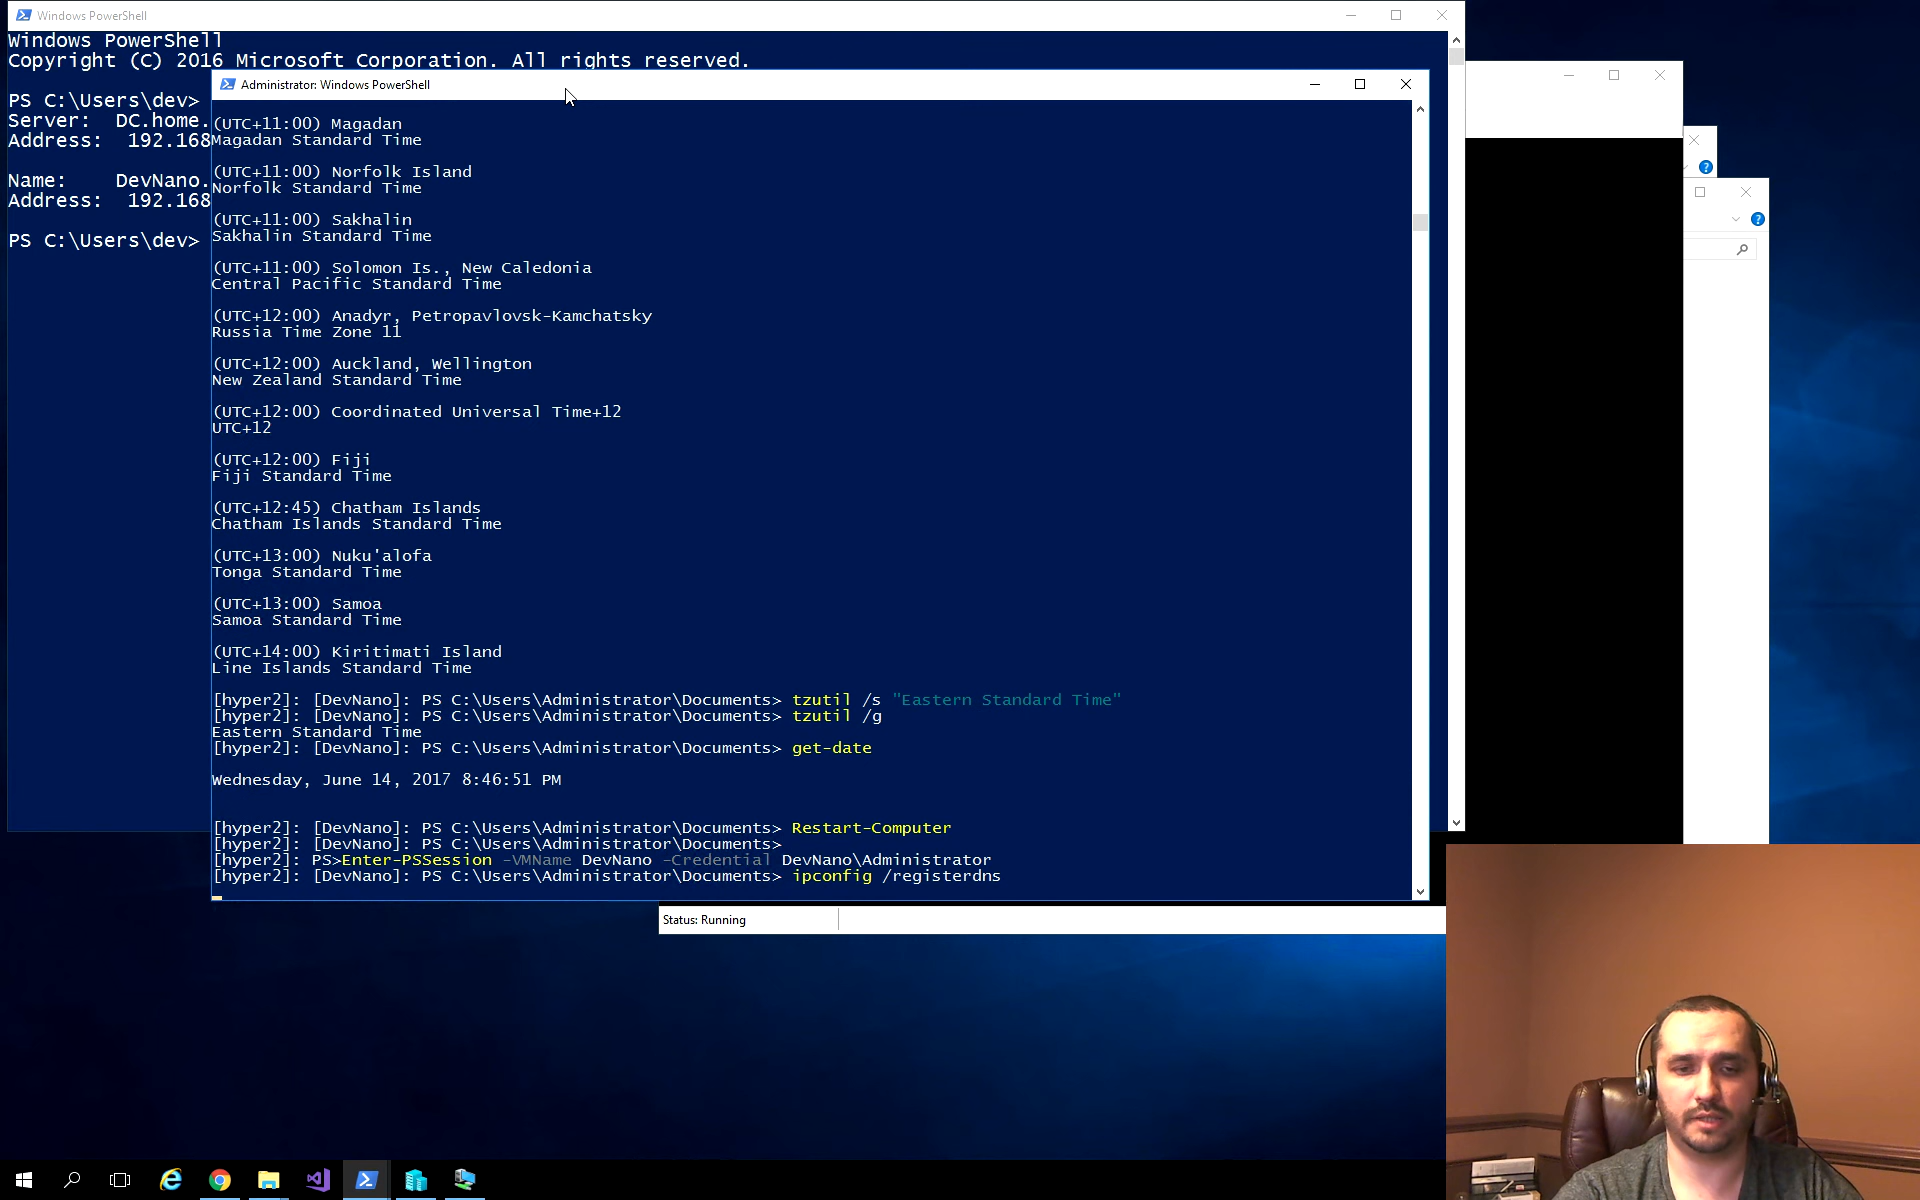 Windows PowerShell
Windows PowerShell
Copyright (C) 2016 Microsoft Corporation. All rights reserved.
PS C:\Users\dev>
Server:  DC.home.
Address:  192.168
Name:    DevNano.
Address:  192.168
PS C:\Users\dev>
Administrator: Windows PowerShell
(UTC+11:00) Magadan
Magadan Standard Time
(UTC+11:00) Norfolk Island
Norfolk Standard Time
(UTC+11:00) Sakhalin
Sakhalin Standard Time
(UTC+11:00) Solomon Is., New Caledonia
Central Pacific Standard Time
(UTC+12:00) Anadyr, Petropavlovsk-Kamchatsky
Russia Time Zone 11
(UTC+12:00) Auckland, Wellington
New Zealand Standard Time
(UTC+12:00) Coordinated Universal Time+12
UTC+12
(UTC+12:00) Fiji
Fiji Standard Time
(UTC+12:45) Chatham Islands
Chatham Islands Standard Time
(UTC+13:00) Nuku'alofa
Tonga Standard Time
(UTC+13:00) Samoa
Samoa Standard Time
(UTC+14:00) Kiritimati Island
Line Islands Standard Time
[hyper2]: [DevNano]: PS C:\Users\Administrator\Documents> tzutil /s "Eastern Standard Time"
[hyper2]: [DevNano]: PS C:\Users\Administrator\Documents> tzutil /g
Eastern Standard Time
[hyper2]: [DevNano]: PS C:\Users\Administrator\Documents> get-date
Wednesday, June 14, 2017 8:46:51 PM
[hyper2]: [DevNano]: PS C:\Users\Administrator\Documents> Restart-Computer
[hyper2]: [DevNano]: PS C:\Users\Administrator\Documents>
[hyper2]: PS>Enter-PSSession -VMName DevNano -Credential DevNano\Administrator
[hyper2]: [DevNano]: PS C:\Users\Administrator\Documents> ipconfig /registerdns
Status: Running